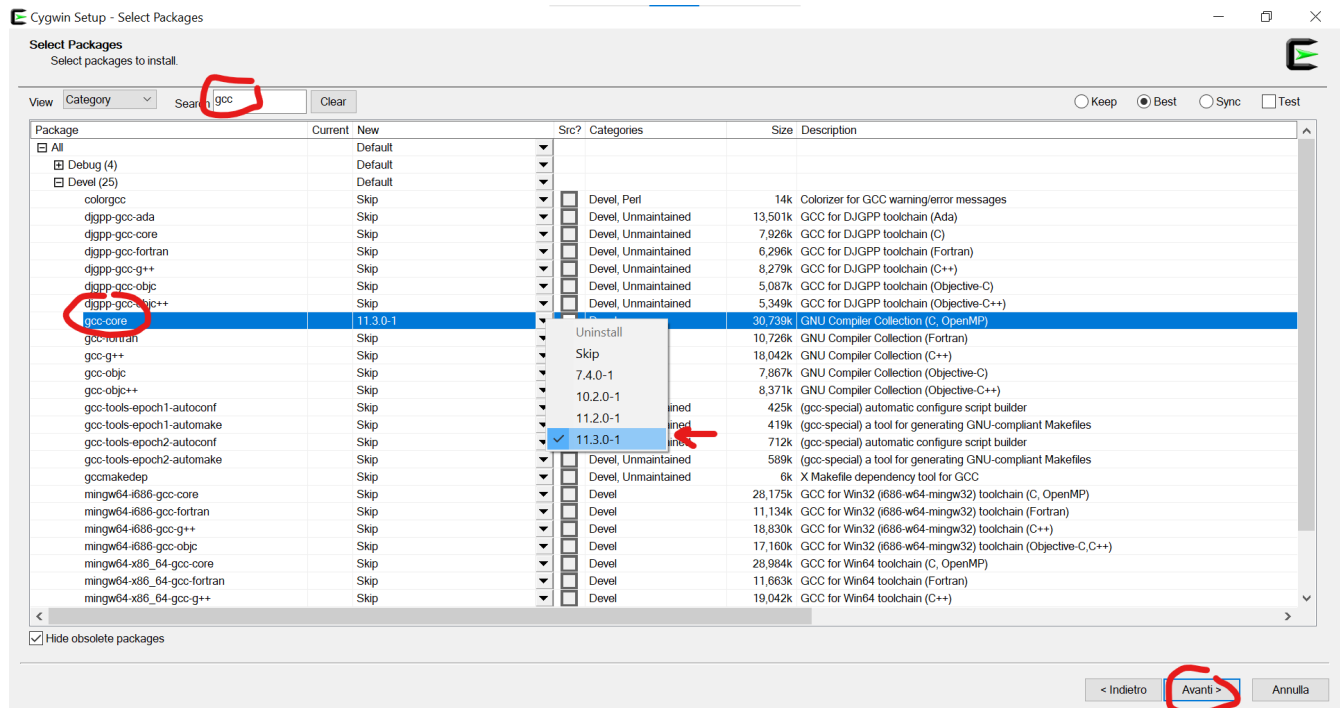 Cygwin Setup - Select Packages
Select Packages
Select packages to install.
View Category Search gcc Clear Keep Best Sync Test
Package Current New Src? Categories Size Description
All Default
Debug (4) Default
Devel (25) Default
colorgcc Skip Devel, Perl 14k Colorizer for GCC warning/error messages
djgpp-gcc-ada Skip Devel, Unmaintained 13,501k GCC for DJGPP toolchain (Ada)
djgpp-gcc-core Skip Devel, Unmaintained 7,926k GCC for DJGPP toolchain (C)
djgpp-gcc-fortran Skip Devel, Unmaintained 6,296k GCC for DJGPP toolchain (Fortran)
djgpp-gcc-g++ Skip Devel, Unmaintained 8,279k GCC for DJGPP toolchain (C++)
djgpp-gcc-objc Skip Devel, Unmaintained 5,087k GCC for DJGPP toolchain (Objective-C)
djgpp-gcc-objc++ Skip Devel, Unmaintained 5,349k GCC for DJGPP toolchain (Objective-C++)
gcc-core 11.3.0-1 30,739k GNU Compiler Collection (C, OpenMP)
gcc-fortran Skip Uninstall 10,726k GNU Compiler Collection (Fortran)
gcc-g++ Skip Skip 18,042k GNU Compiler Collection (C++)
gcc-objc Skip 7.4.0-1 7,867k GNU Compiler Collection (Objective-C)
gcc-objc++ Skip 10.2.0-1 8,371k GNU Compiler Collection (Objective-C++)
gcc-tools-epoch1-autoconf Skip ined 425k (gcc-special) automatic configure script builder
gcc-tools-epoch1-automake Skip 11.2.0-1 ined 419k (gcc-special) a tool for generating GNU-compliant Makefiles
gcc-tools-epoch2-autoconf Skip 11.3.0-1 ined 712k (gcc-special) automatic configure script builder
gcc-tools-epoch2-automake Skip Devel, Unmaintained 589k (gcc-special) a tool for generating GNU-compliant Makefiles
gccmakedep Skip Devel, Unmaintained 6k X Makefile dependency tool for GCC
mingw64-i686-gcc-core Skip Devel 28,175k GCC for Win32 (i686-w64-mingw32) toolchain (C, OpenMP)
mingw64-i686-gcc-fortran Skip Devel 11,134k GCC for Win32 (i686-w64-mingw32) toolchain (Fortran)
mingw64-i686-gcc-g++ Skip Devel 18,830k GCC for Win32 (i686-w64-mingw32) toolchain (C++)
mingw64-i686-gcc-objc Skip Devel 17,160k GCC for Win32 (i686-w64-mingw32) toolchain (Objective-C,C++)
mingw64-x86_64-gcc-core Skip Devel 28,984k GCC for Win64 toolchain (C, OpenMP)
mingw64-x86_64-gcc-fortran Skip Devel 11,663k GCC for Win64 toolchain (Fortran)
mingw64-x86_64-gcc-g++ Skip Devel 19,042k GCC for Win64 toolchain (C++)
Hide obsolete packages
< Indietro Avanti > Annulla